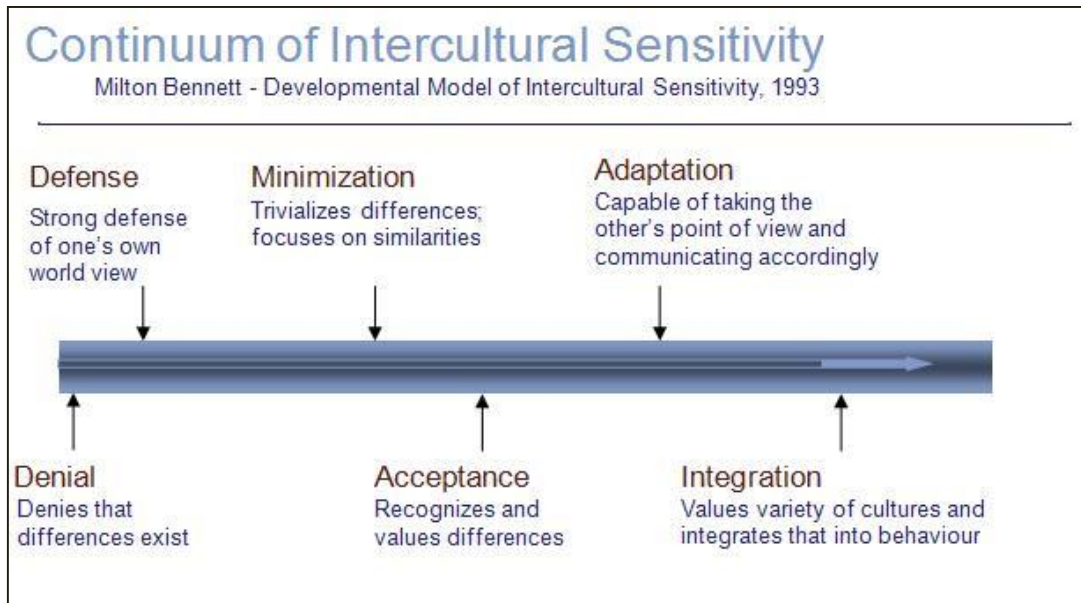 Continuum of Intercultural Sensitivity
Milton Bennett - Developmental Model of Intercultural Sensitivity, 1993
Defense
Strong defense
of one's own
world view
Minimization
Trivializes differences;
focuses on similarities
Adaptation
Capable of taking the
other's point of view and
communicating accordingly
Denial
Denies that
differences exist
Acceptance
Recognizes and
values differences
Integration
Values variety of cultures and
integrates that into behaviour